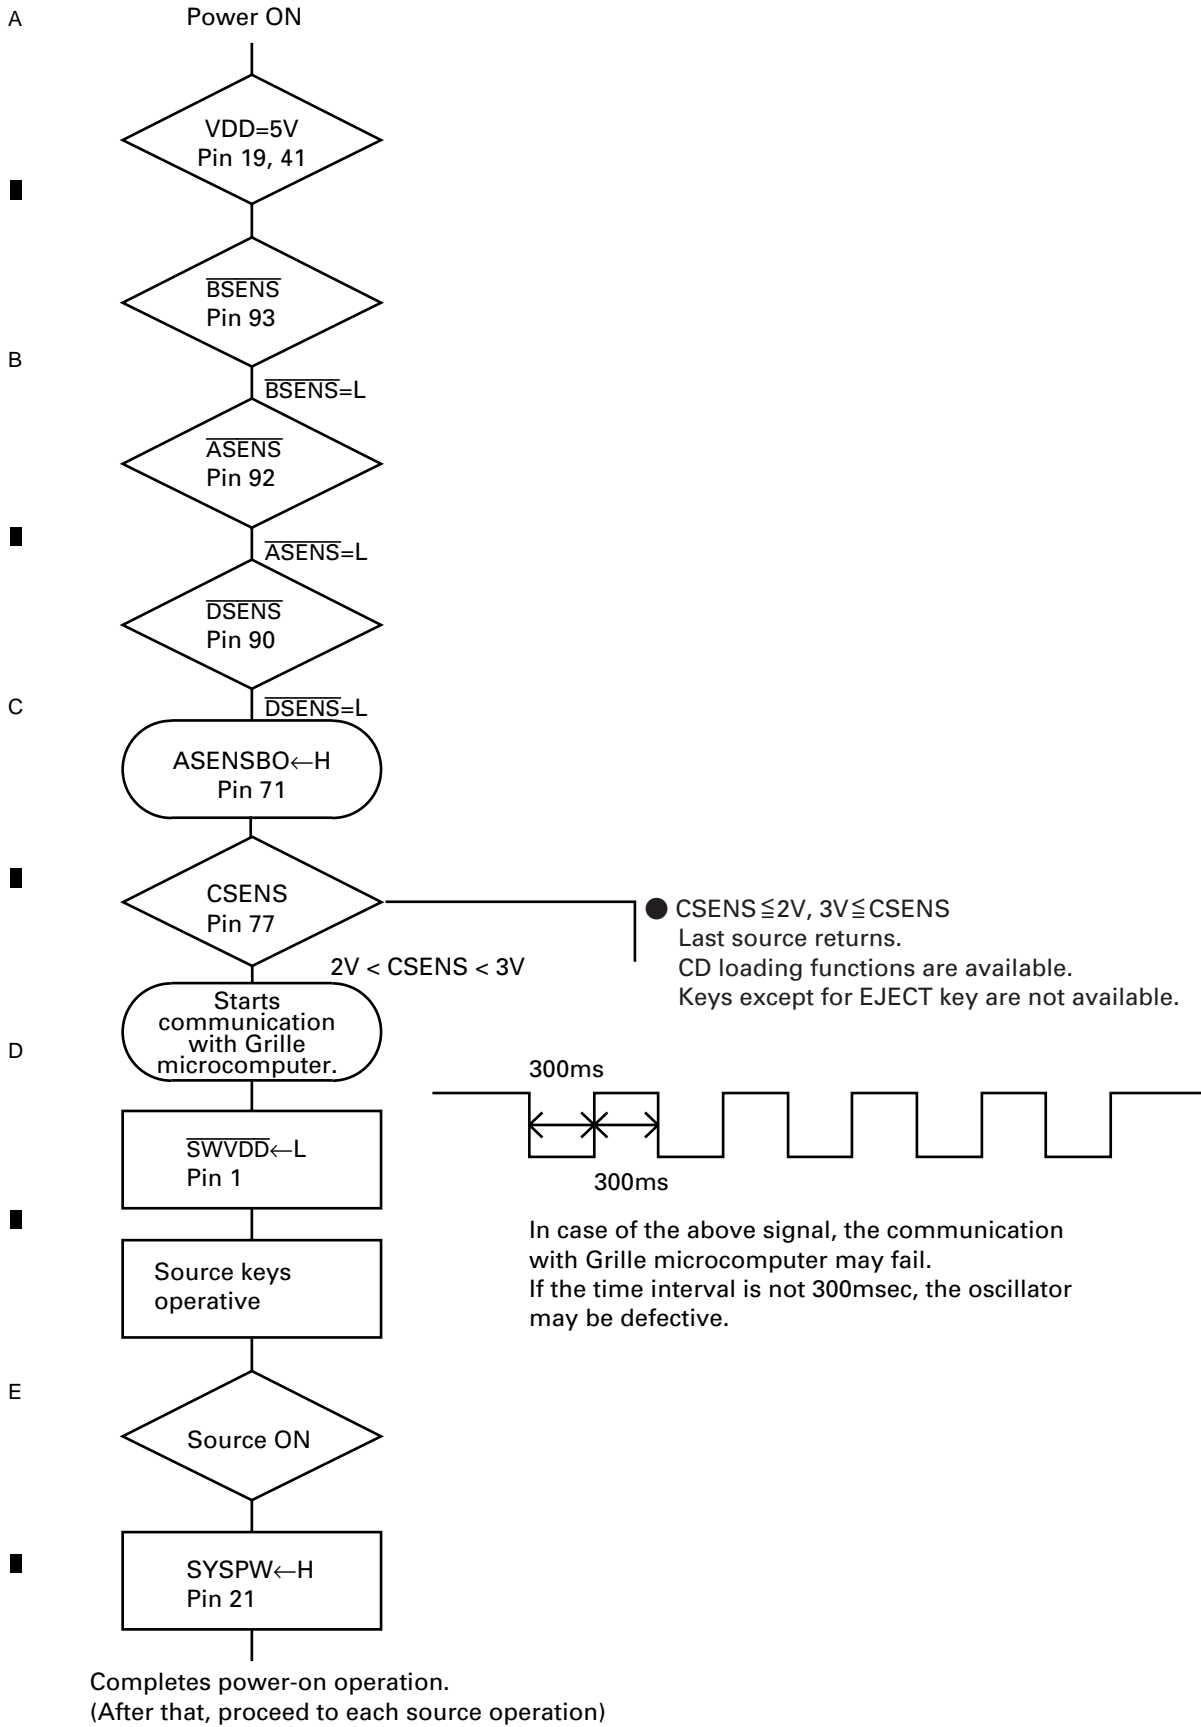 A
Power ON
VDD=5V
Pin 19, 41
BSENS
Pin 93
B
BSENS=L
ASENS
Pin 92
ASENS=L
DSENS
Pin 90
C
DSENS=L
ASENSBO←H
Pin 71
CSENS
Pin 77
● CSENS≦2V, 3V≦CSENS
Last source returns.
CD loading functions are available.
Keys except for EJECT key are not available.
2V < CSENS < 3V
Starts
communication
with Grille
microcomputer.
D
300ms
300ms
SWVDD←L
Pin 1
In case of the above signal, the communication
with Grille microcomputer may fail.
If the time interval is not 300msec, the oscillator
may be defective.
Source keys
operative
E
Source ON
SYSPW←H
Pin 21
Completes power-on operation.
(After that, proceed to each source operation)